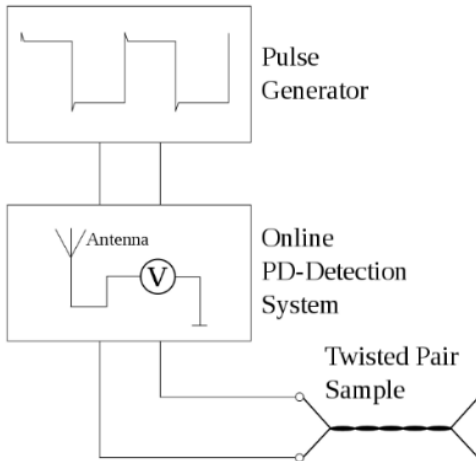 Pulse
Generator
Antenna
V
Online
PD-Detection
System
Twisted Pair
Sample